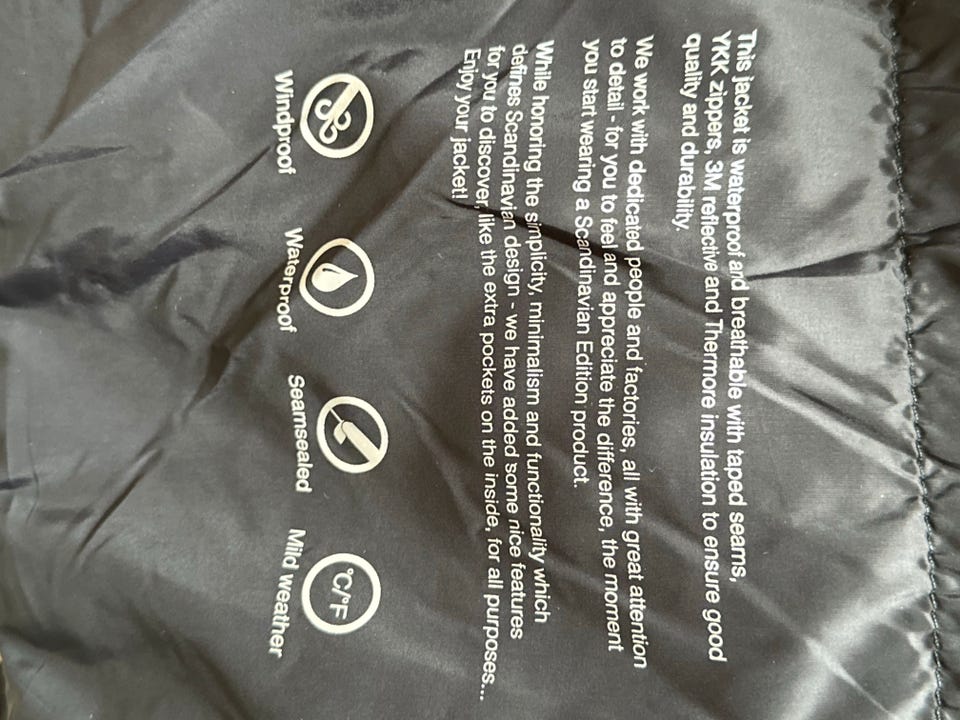 This jacket is waterproof and breathable with taped seams,
YKK zippers, 3M reflective and Thermore insulation to ensure good
quality and durability.
We work with dedicated people and factories, all with great attention
to detail - for you to feel and appreciate the difference, the moment
you start wearing a Scandinavian Edition product.
While honoring the simplicity, minimalism and functionality which
defines Scandinavian design - we have added some nice features
for you to discover, like the extra pockets on the inside, for all purposes...
Enjoy your jacket!
Windproof
Waterproof
Seamsealed
°C/°F
Mild weather